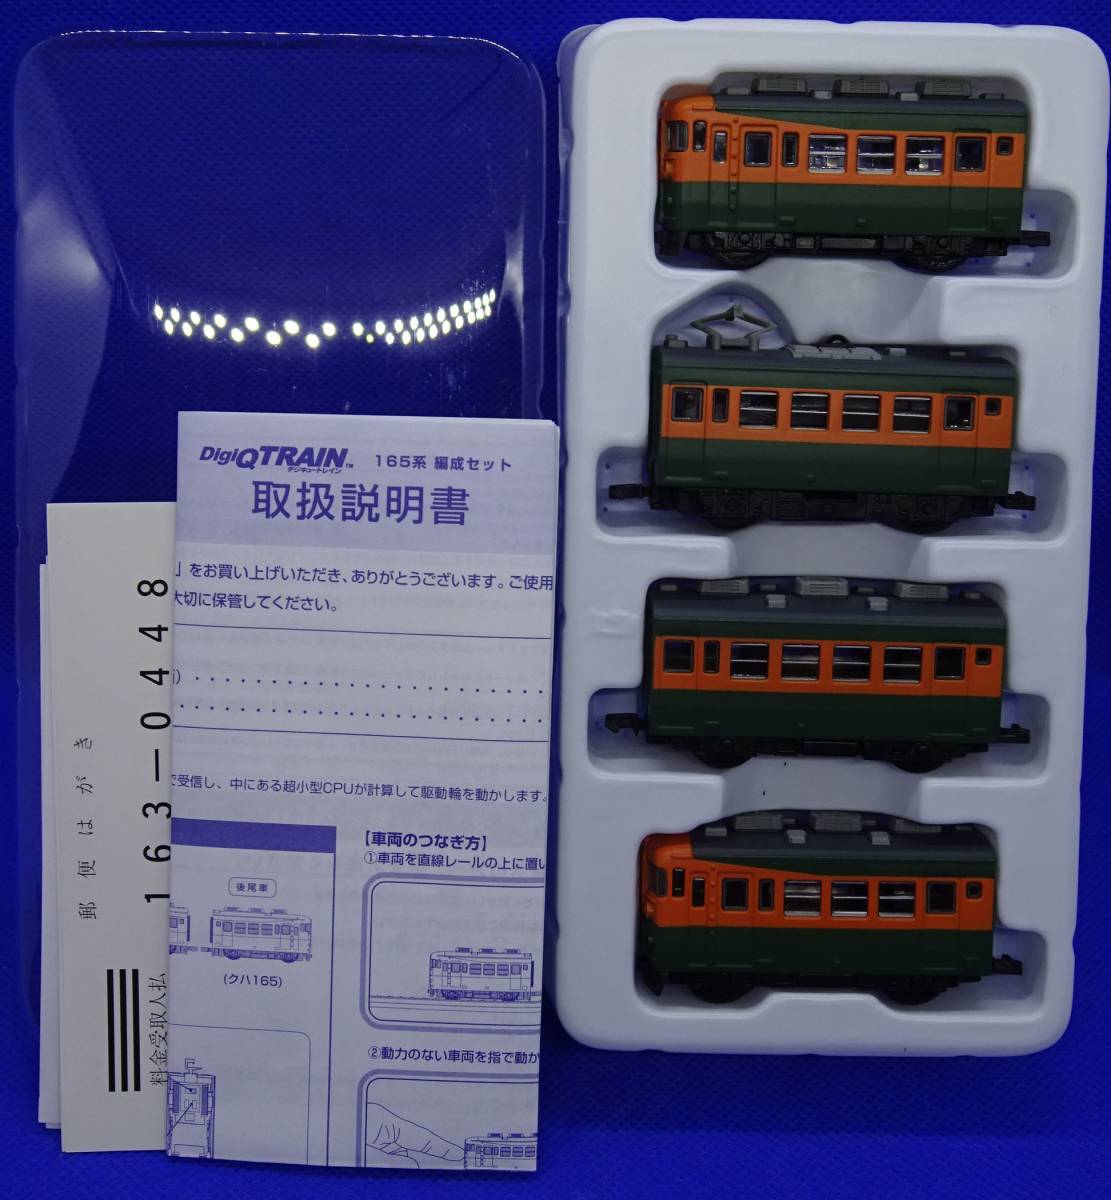 DigiQTRAIN™
デジキュートレイン
165系 編成セット
取扱説明書
」をお買い上げいただき、ありがとうございます。ご使用
大切に保管してください。
で受信し、中にある超小型CPUが計算して駆動輪を動かします。
【車両のつなぎ方】
①車両を直線レールの上に置い
後尾車
(クハ165)
②動力のない車両を指で動か
163-0448
郵便はがき
料金受取人払